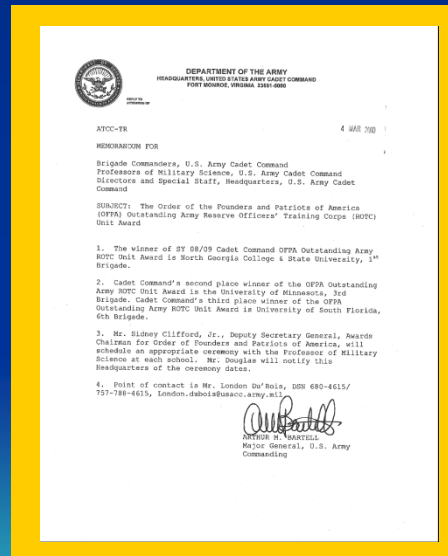 DEPARTMENT OF THE ARMY
HEADQUARTERS, UNITED STATES ARMY CADET COMMAND
FORT MONROE, VIRGINIA 23651-5000
REPLY TO
ATTENTION OF
ATCC-TR
4 MAR 2010
MEMORANDUM FOR
Brigade Commanders, U.S. Army Cadet Command
Professors of Military Science, U.S. Army Cadet Command
Directors and Special Staff, Headquarters, U.S. Army Cadet
Command
SUBJECT: The Order of the Founders and Patriots of America
(OFPA) Outstanding Army Reserve Officers' Training Corps (ROTC)
Unit Award
1. The winner of SY 08/09 Cadet Command OFPA Outstanding Army
ROTC Unit Award is North Georgia College & State University, 1st
Brigade.
2. Cadet Command's second place winner of the OFPA Outstanding
Army ROTC Unit Award is the University of Minnesota, 3rd
Brigade. Cadet Command's third place winner of the OFPA
Outstanding Army ROTC Unit Award is University of South Florida,
6th Brigade.
3. Mr. Sidney Clifford, Jr., Deputy Secretary General, Awards
Chairman for Order of Founders and Patriots of America, will
schedule an appropriate ceremony with the Professor of Military
Science at each school. Mr. Douglas will notify this
Headquarters of the ceremony dates.
4. Point of contact is Mr. London Du'Bois, DSN 680-4615/
757-788-4615, London.dubois@usacc.army.mil.
ARTHUR M. BARTELL
Major General, U.S. Army
Commanding